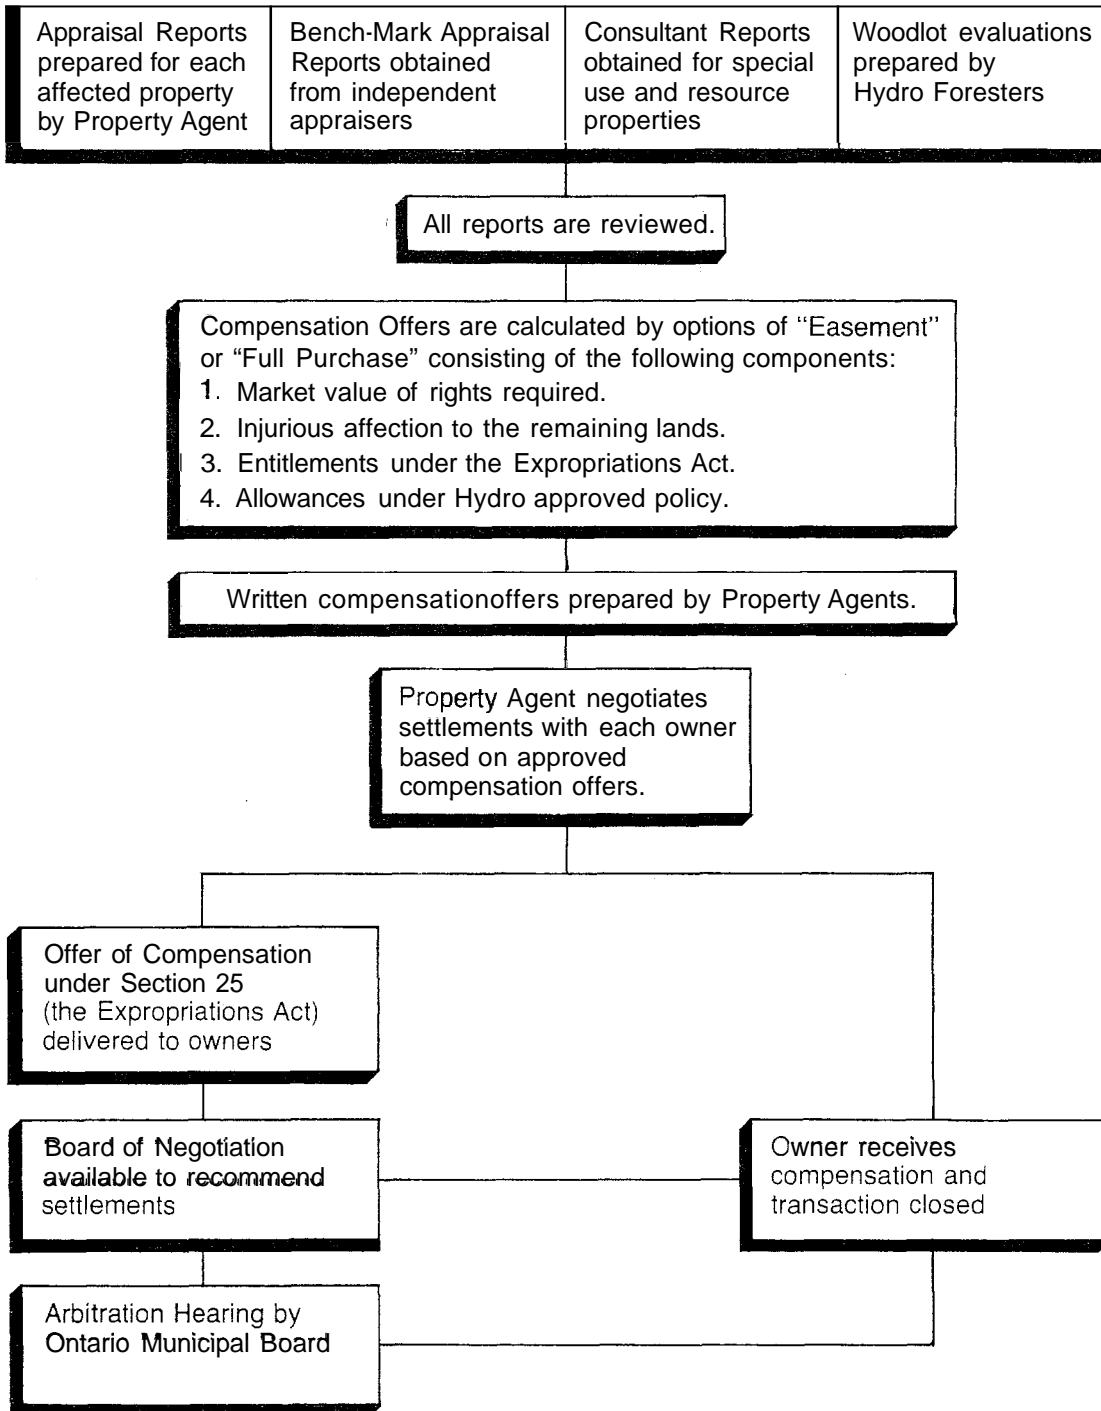 Appraisal Reports
prepared for each
affected property
by Property Agent
Bench-Mark Appraisal
Reports obtained
from independent
appraisers
Consultant Reports
obtained for special
use and resource
properties
Woodlot evaluations
prepared by
Hydro Foresters
All reports are reviewed.
Compensation Offers are calculated by options of "Easement"
or “Full Purchase” consisting of the following components:
1. Market value of rights required.
2. Injurious affection to the remaining lands.
3. Entitlements under the Expropriations Act.
4. Allowances under Hydro approved policy.
Written compensationoffers prepared by Property Agents.
Property Agent negotiates
settlements with each owner
based on approved
compensation offers.
Offer of Compensation
under Section 25
(the Expropriations Act)
delivered to owners
Board of Negotiation
available to recommend
settlements
Owner receives
compensation and
transaction closed
Arbitration Hearing by
Ontario Municipal Board